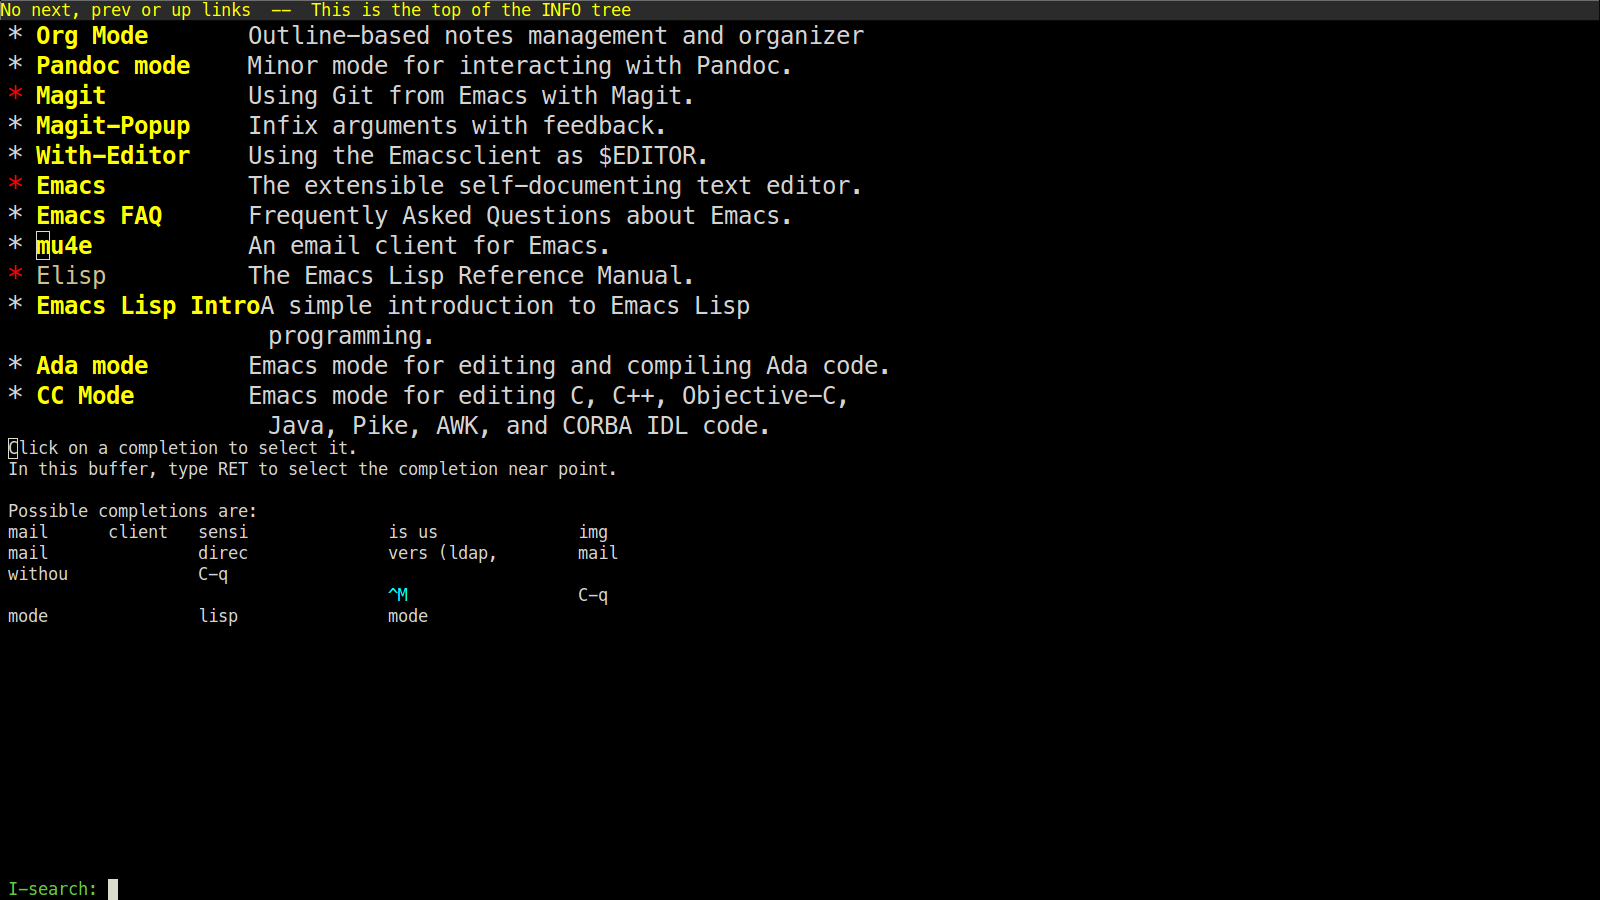 No next, prev or up links  --  This is the top of the INFO tree
* Org Mode       Outline-based notes management and organizer
* Pandoc mode    Minor mode for interacting with Pandoc.
* Magit          Using Git from Emacs with Magit.
* Magit-Popup    Infix arguments with feedback.
* With-Editor    Using the Emacsclient as $EDITOR.
* Emacs          The extensible self-documenting text editor.
* Emacs FAQ      Frequently Asked Questions about Emacs.
* mu4e           An email client for Emacs.
* Elisp          The Emacs Lisp Reference Manual.
* Emacs Lisp IntroA simple introduction to Emacs Lisp
programming.
* Ada mode       Emacs mode for editing and compiling Ada code.
* CC Mode        Emacs mode for editing C, C++, Objective-C,
Java, Pike, AWK, and CORBA IDL code.
Click on a completion to select it.
In this buffer, type RET to select the completion near point.
Possible completions are:
mail      client   sensi              is us              img
mail               direc              vers (ldap,        mail
withou             C-q
^M                 C-q
mode               lisp               mode
I-search: